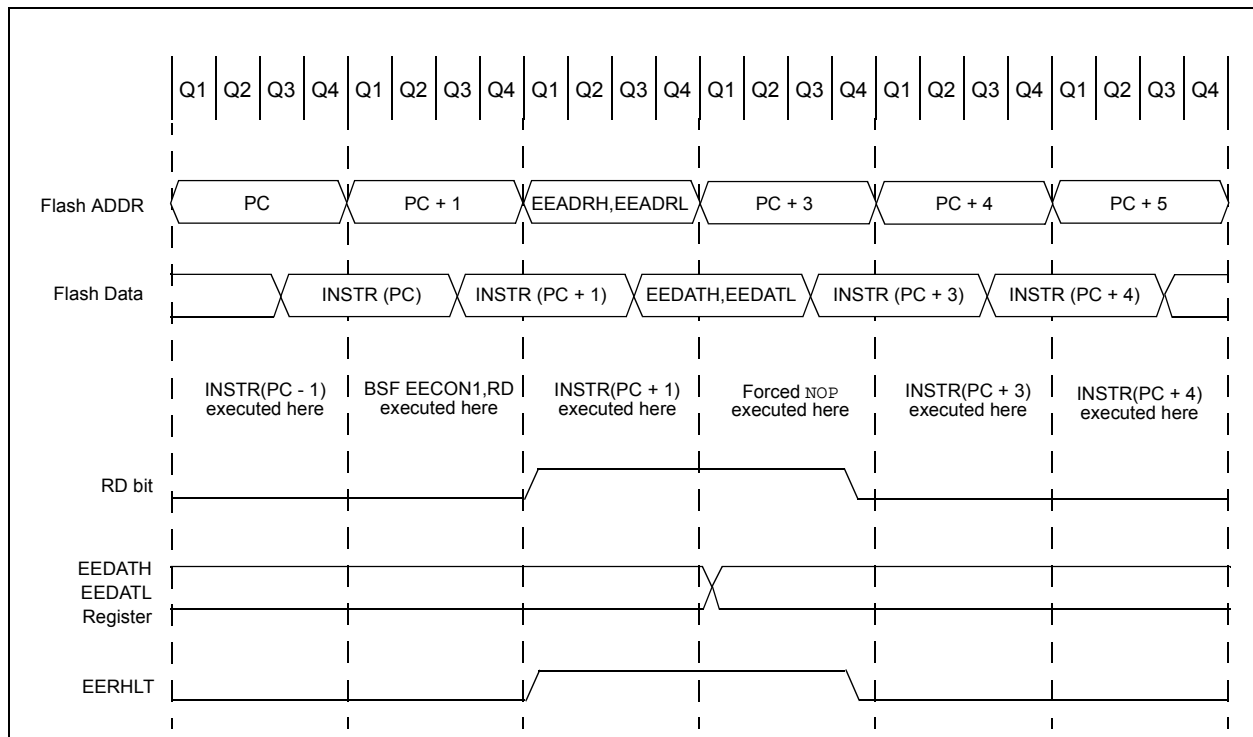 Q1 Q2 Q3 Q4 Q1 Q2 Q3 Q4 Q1 Q2 Q3 Q4 Q1 Q2 Q3 Q4 Q1 Q2 Q3 Q4 Q1 Q2 Q3 Q4
Flash ADDR PC PC + 1 EEADRH,EEADRL PC + 3 PC + 4 PC + 5
Flash Data INSTR (PC) INSTR (PC + 1) EEDATH,EEDATL INSTR (PC + 3) INSTR (PC + 4)
INSTR(PC - 1) BSF EECON1,RD INSTR(PC + 1) Forced NOP INSTR(PC + 3) INSTR(PC + 4)
executed here executed here executed here executed here executed here executed here
RD bit
EEDATH
EEDATL
Register
EERHLT